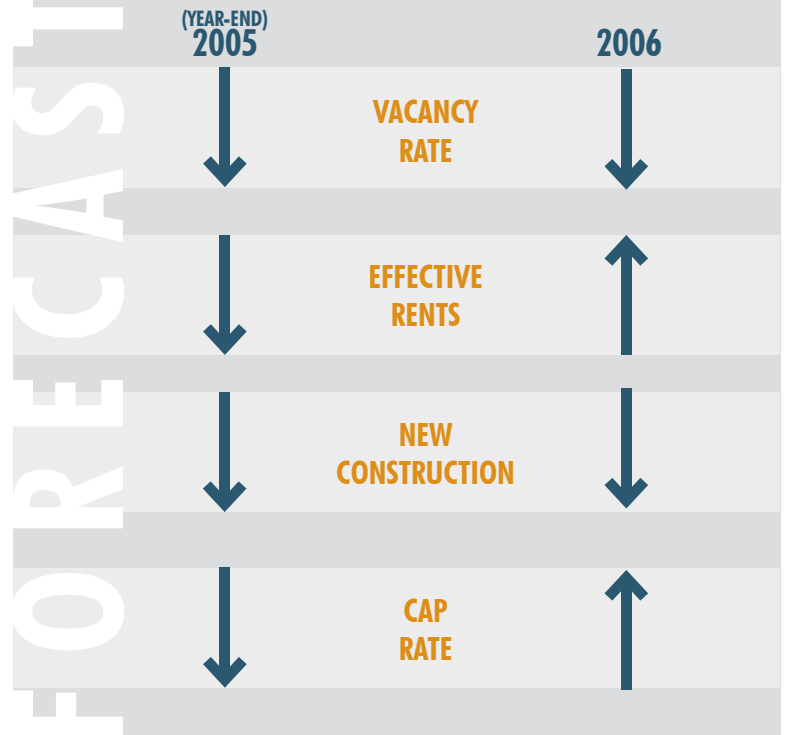 FORECAST
(YEAR-END)
2005
2006
VACANCY
RATE
EFFECTIVE
RENTS
NEW
CONSTRUCTION
CAP
RATE